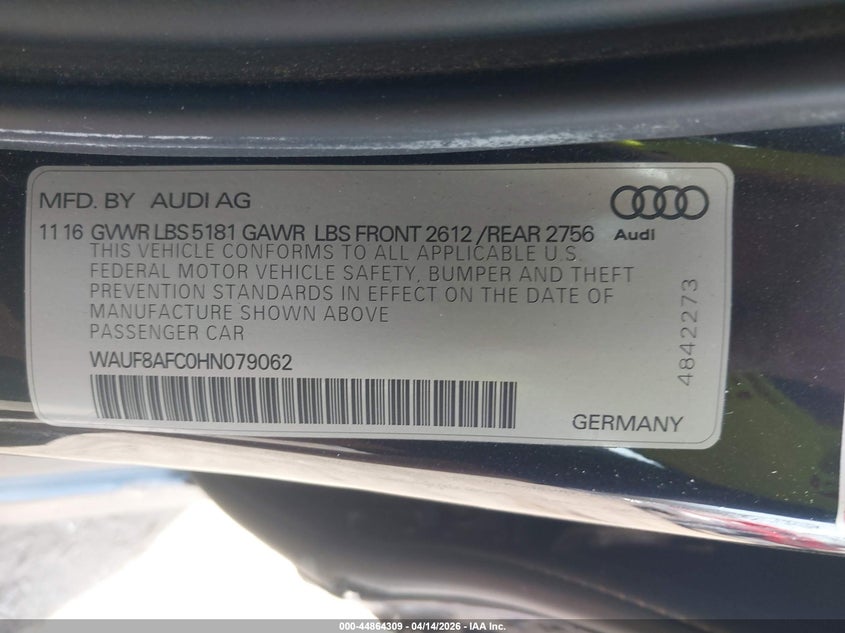 MFD. BY AUDI AG
11 16 GVWR LBS 5181 GAWR LBS FRONT 2612 /REAR 2756
Audi
THIS VEHICLE CONFORMS TO ALL APPLICABLE U.S.
FEDERAL MOTOR VEHICLE SAFETY, BUMPER AND THEFT
PREVENTION STANDARDS IN EFFECT ON THE DATE OF
MANUFACTURE SHOWN ABOVE
PASSENGER CAR
WAUF8AFC0HN079062
4842273
GERMANY
000-44864309 - 04/14/2026 - IAA Inc.